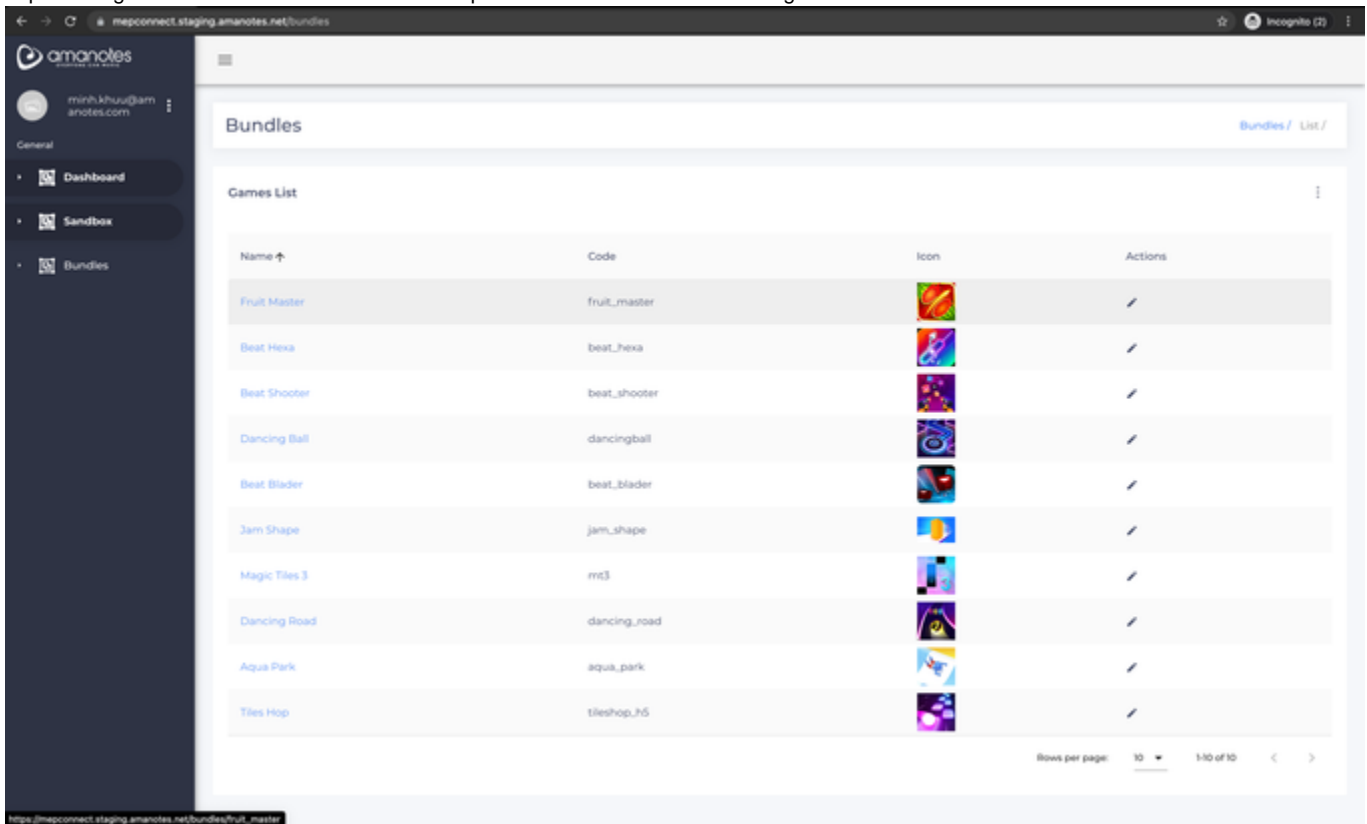 mepconnect.staging.amanotes.net/bundles
Incognito (2)
amanotes
minh.khuu@am
anotes.com
General
Dashboard
Sandbox
Bundles
Bundles
Bundles / List /
Games List
Name Code Icon Actions
Fruit Master fruit_master
Beat Hexa beat_hexa
Beat Shooter beat_shooter
Dancing Ball dancingball
Beat Blader beat_blader
Jam Shape jam_shape
Magic Tiles 3 mt3
Dancing Road dancing_road
Aqua Park aqua_park
Tiles Hop tileshop_h5
Rows per page: 10 1-10 of 10
https://mepconnect.staging.amanotes.net/bundles/fruit_master